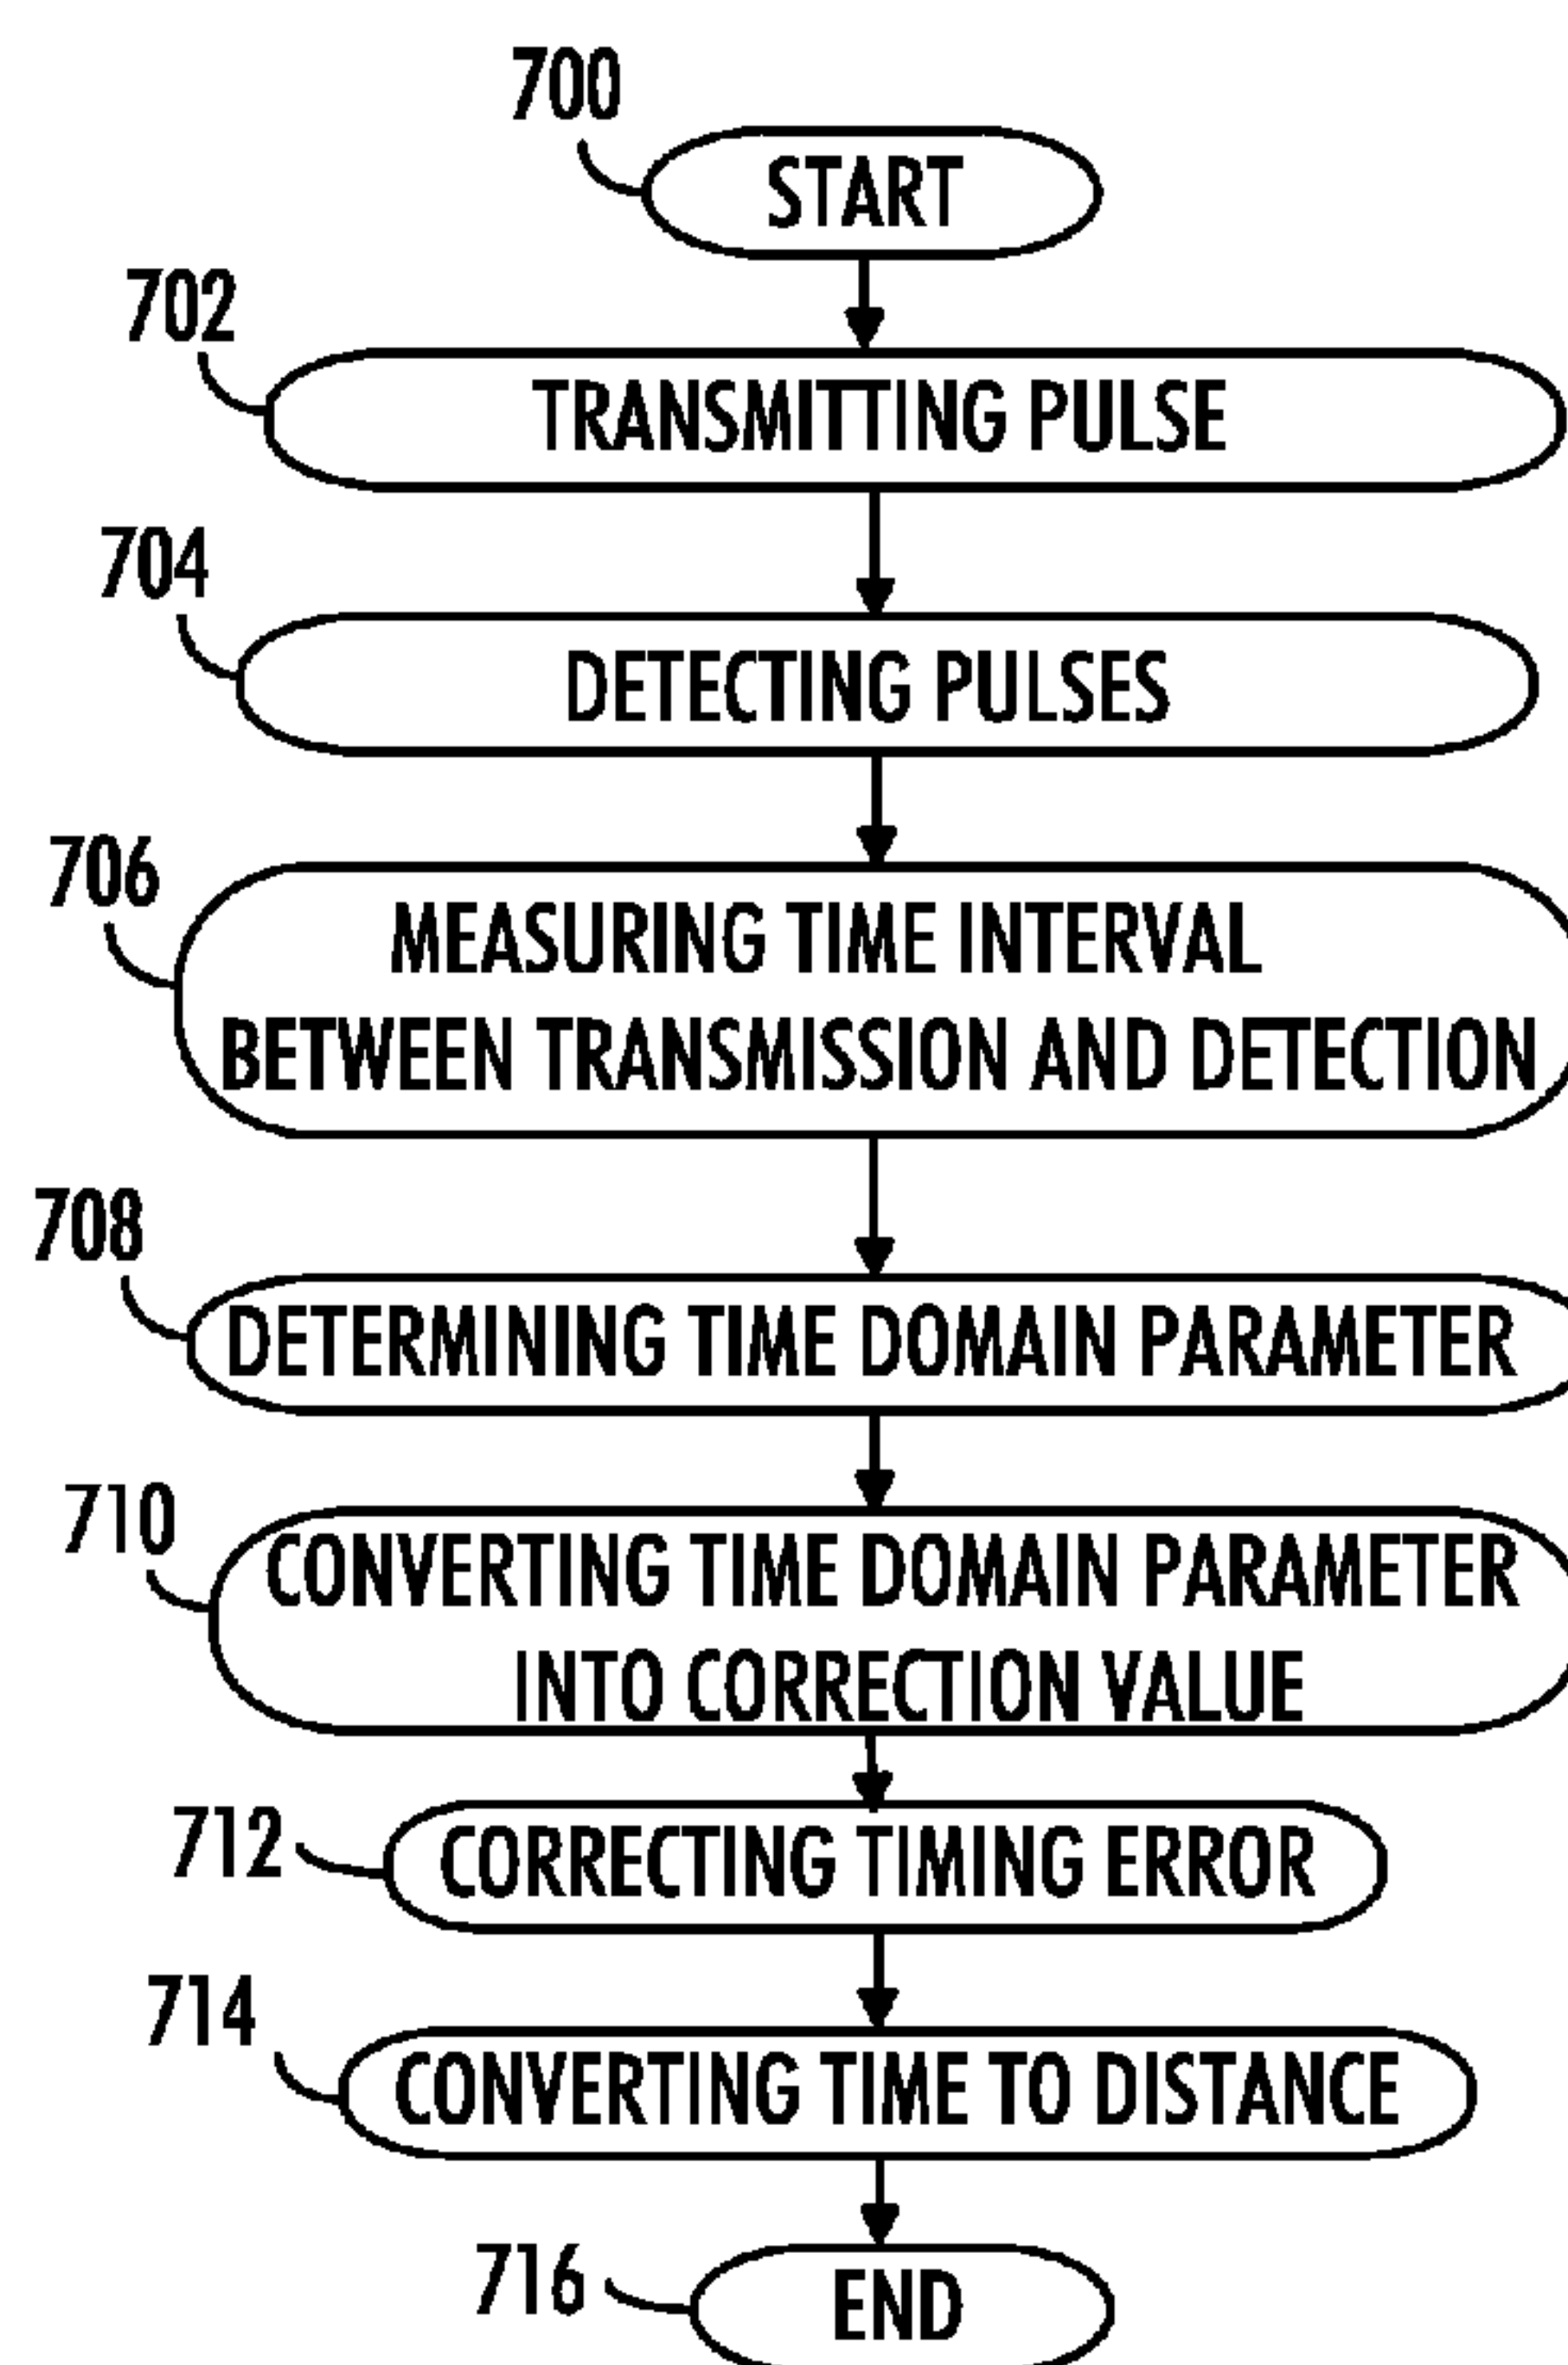 700
START
702
TRANSMITTING PULSE
704
DETECTING PULSES
706
MEASURING TIME INTERVAL
BETWEEN TRANSMISSION AND DETECTION
708
DETERMINING TIME DOMAIN PARAMETER
710
CONVERTING TIME DOMAIN PARAMETER
INTO CORRECTION VALUE
712
CORRECTING TIMING ERROR
714
CONVERTING TIME TO DISTANCE
716
END